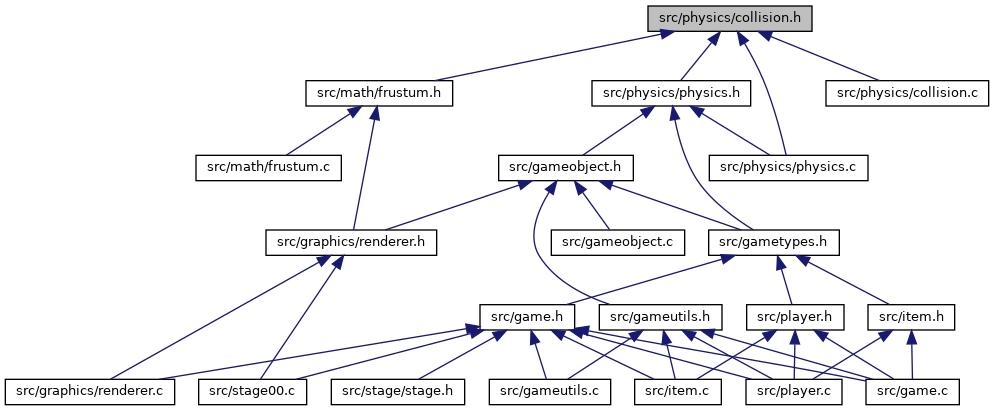 src/physics/collision.h
src/math/frustum.h
src/physics/physics.h
src/physics/collision.c
src/math/frustum.c
src/gameobject.h
src/physics/physics.c
src/graphics/renderer.h
src/gameobject.c
src/gametypes.h
src/game.h
src/gameutils.h
src/player.h
src/item.h
src/graphics/renderer.c
src/stage00.c
src/stage/stage.h
src/gameutils.c
src/item.c
src/player.c
src/game.c